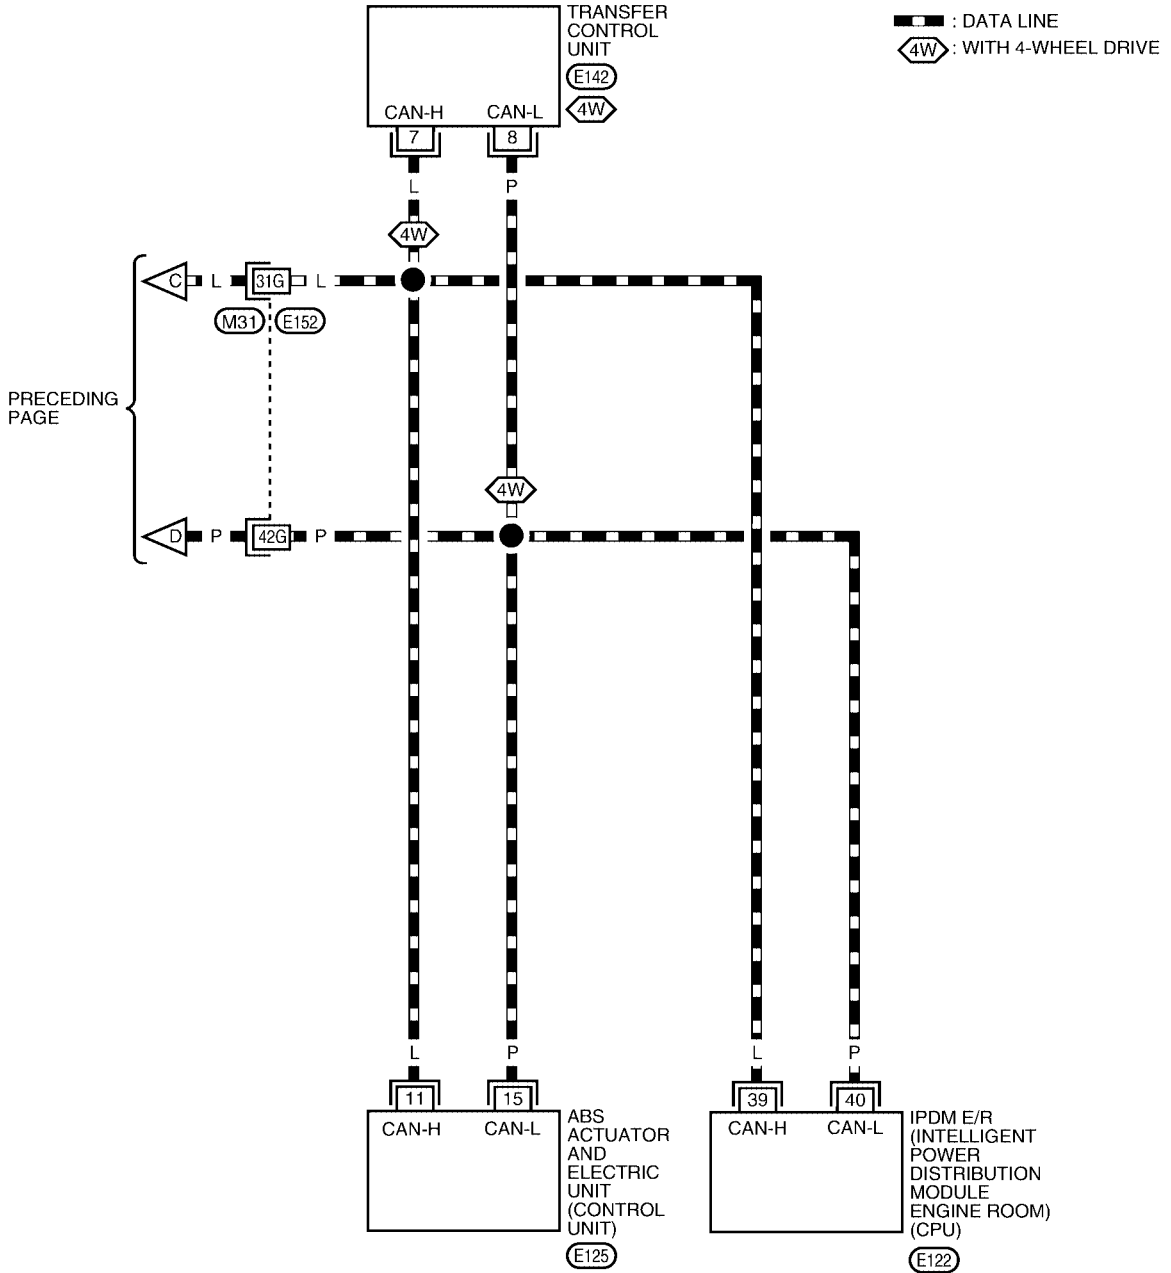 TRANSFER
CONTROL
UNIT
E142
4W
: DATA LINE
4W : WITH 4-WHEEL DRIVE
CAN-H CAN-L
7 8
L P
4W
C L 31G L
M31 E152
PRECEDING
PAGE
4W
D P 42G P
L P L P
11 15 39 40
CAN-H CAN-L
ABS
ACTUATOR
AND
ELECTRIC
UNIT
(CONTROL
UNIT)
E125
CAN-H CAN-L
IPDM E/R
(INTELLIGENT
POWER
DISTRIBUTION
MODULE
ENGINE ROOM)
(CPU)
E122